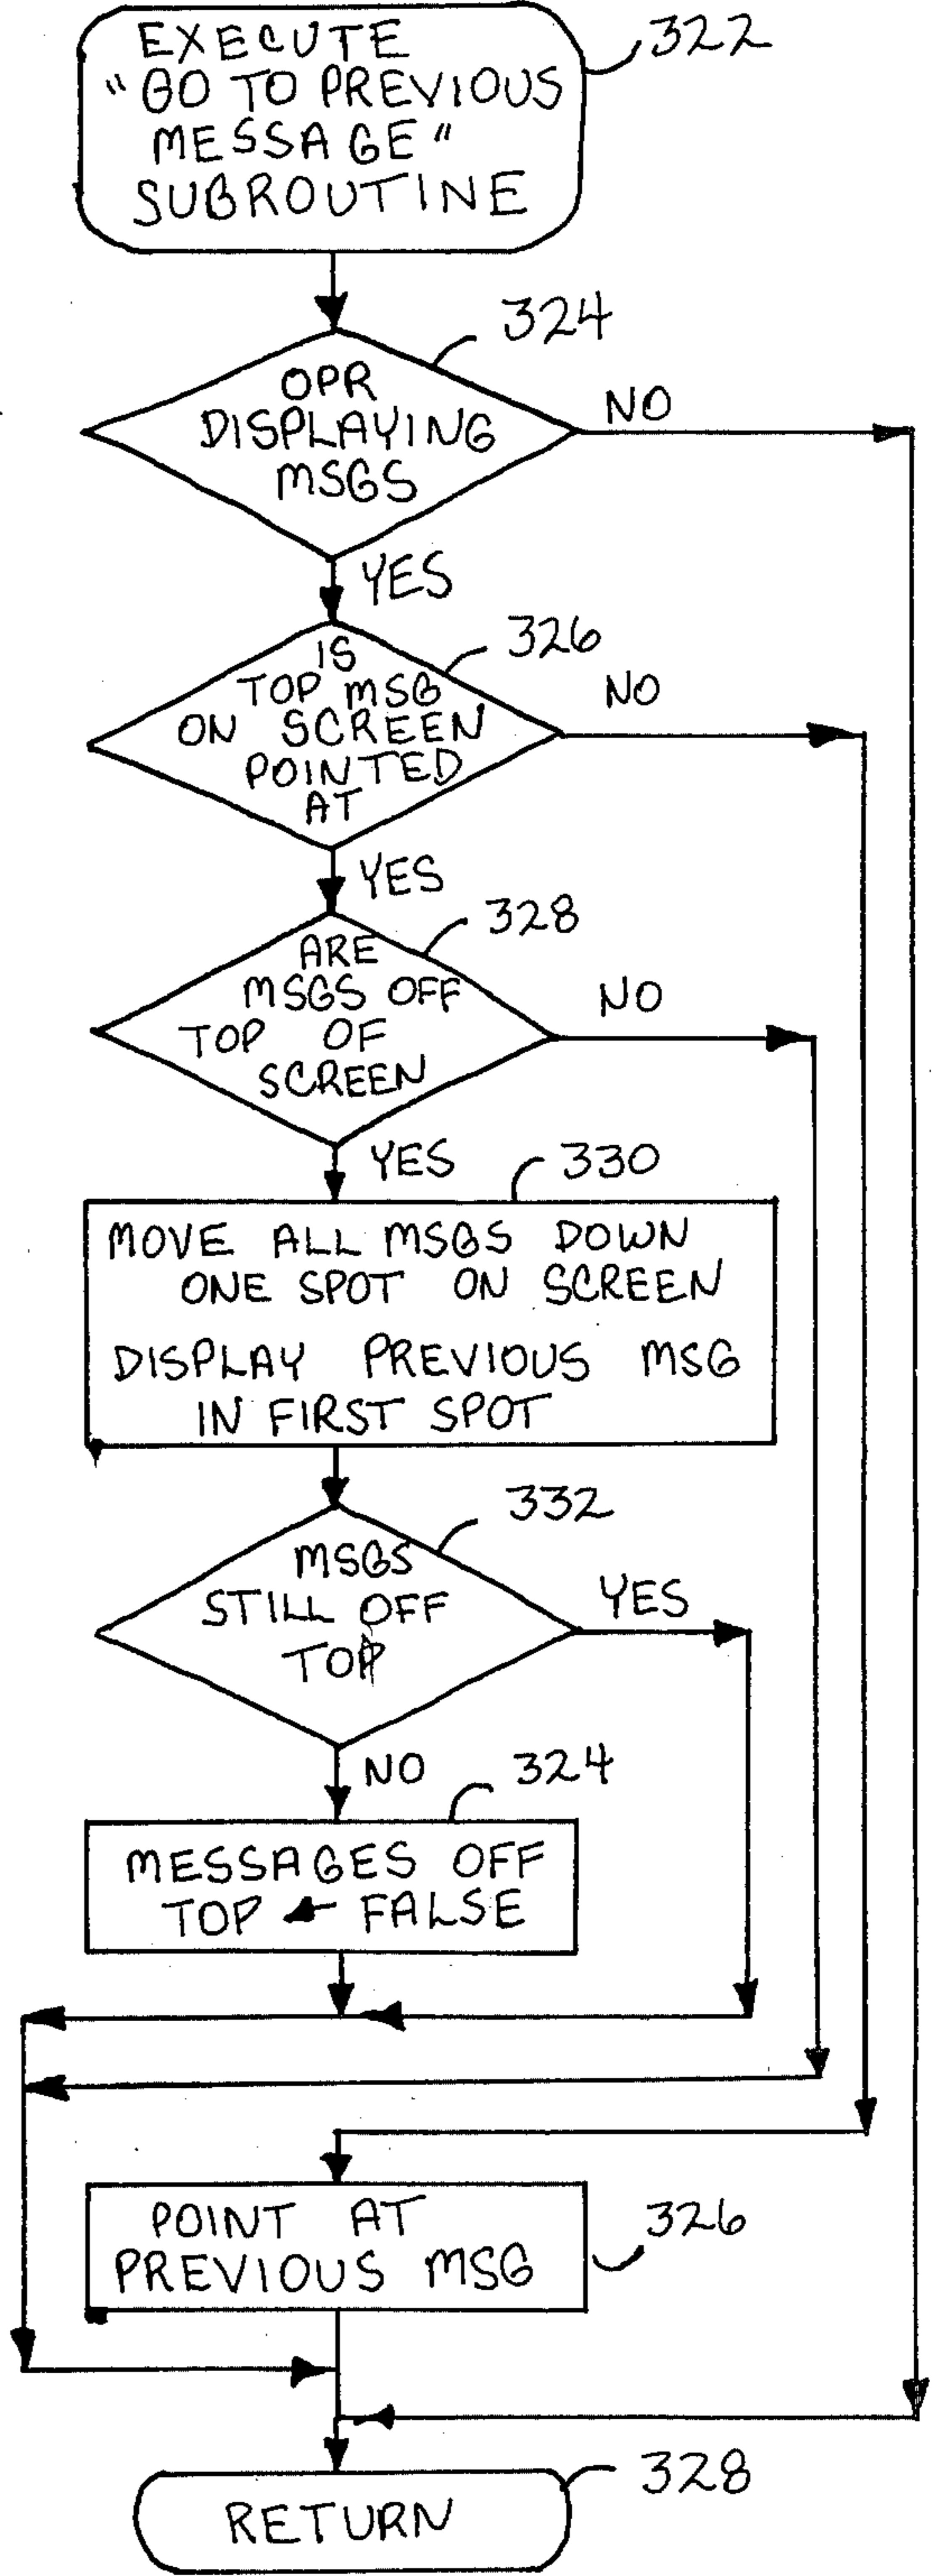 EXECUTE
"GO TO PREVIOUS
MESSAGE"
SUBROUTINE
322
324
OPR
DISPLAYING
MSGS
NO
YES
326
IS
TOP MSG
ON SCREEN
POINTED
AT
NO
YES
328
ARE
MSGS OFF
TOP OF
SCREEN
NO
YES
330
MOVE ALL MSGS DOWN
ONE SPOT ON SCREEN
DISPLAY PREVIOUS MSG
IN FIRST SPOT
332
MSGS
STILL OFF
TOP
YES
NO
324
MESSAGES OFF
TOP ← FALSE
POINT AT
PREVIOUS MSG
326
328
RETURN